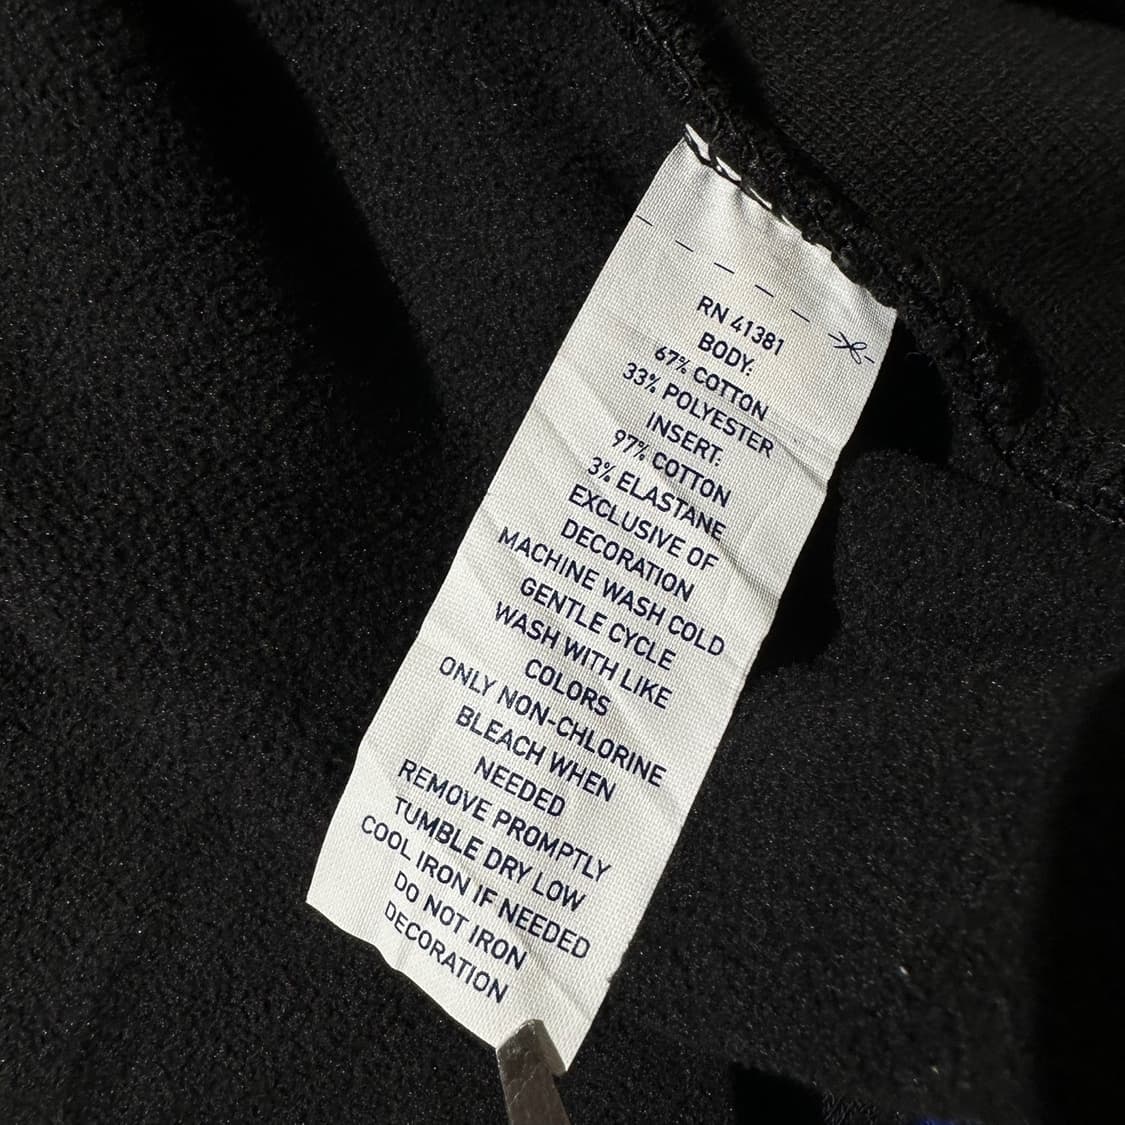 RN 41381
BODY:
67% COTTON
33% POLYESTER
INSERT:
97% COTTON
3% ELASTANE
EXCLUSIVE OF
DECORATION
MACHINE WASH COLD
GENTLE CYCLE
WASH WITH LIKE
COLORS
ONLY NON-CHLORINE
BLEACH WHEN
NEEDED
REMOVE PROMPTLY
TUMBLE DRY LOW
COOL IRON IF NEEDED
DO NOT IRON
DECORATION